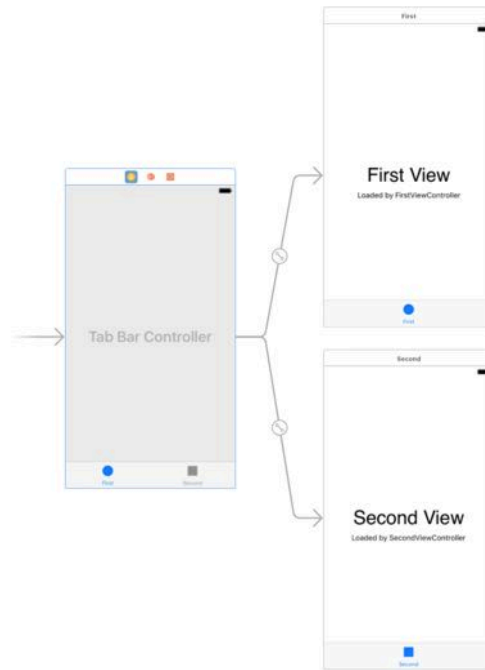 Tab Bar Controller
First
Second
First
First View
Loaded by FirstViewController
First
Second
Second View
Loaded by SecondViewController
Second